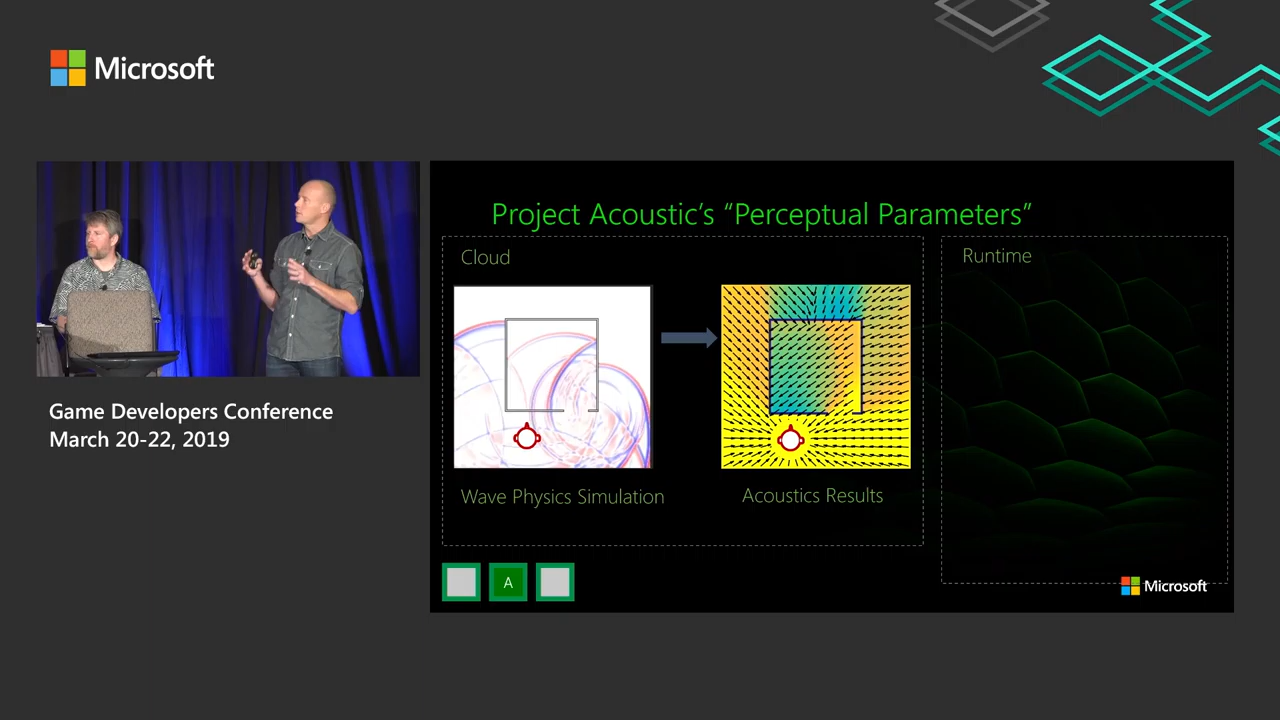 Microsoft
Game Developers Conference
March 20-22, 2019
Project Acoustic's “Perceptual Parameters”
Cloud
Runtime
Wave Physics Simulation
Acoustics Results
A
Microsoft